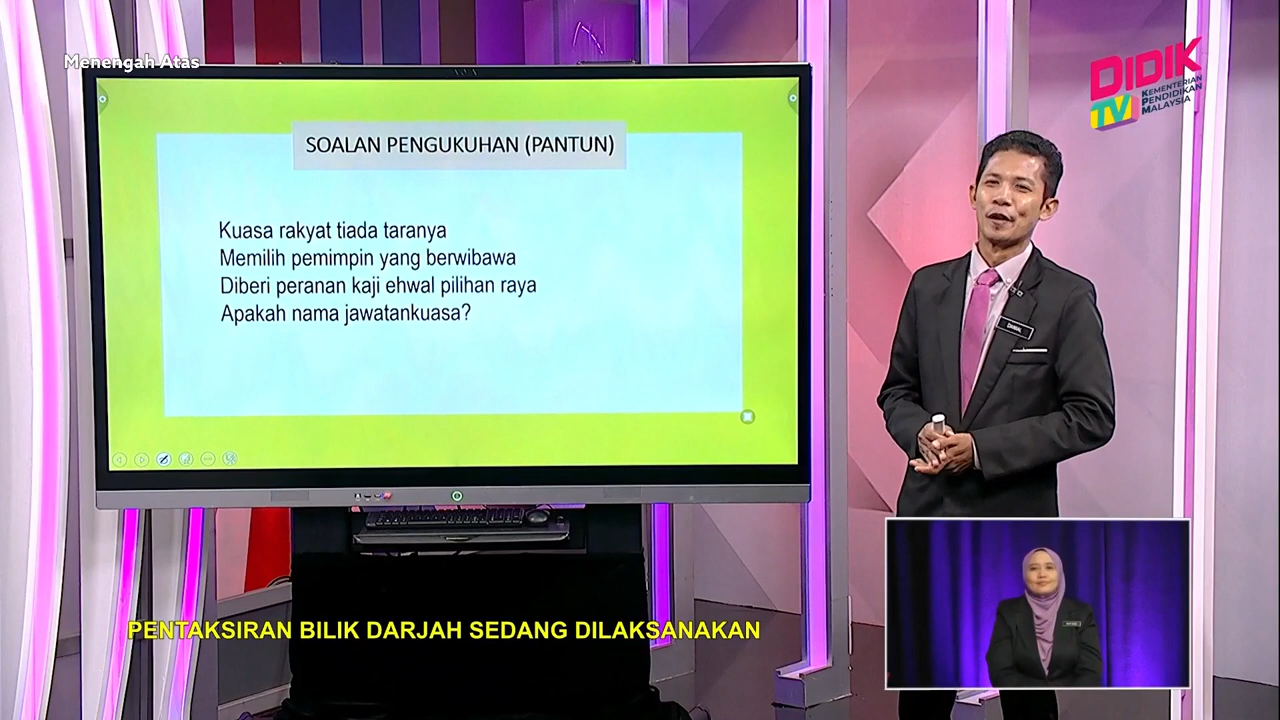 Menengah Atas
DIDIK
TV
KEMENTERIAN
PENDIDIKAN
MALAYSIA
SOALAN PENGUKUHAN (PANTUN)
Kuasa rakyat tiada taranya
Memilih pemimpin yang berwibawa
Diberi peranan kaji ehwal pilihan raya
Apakah nama jawatankuasa?
PENTAKSIRAN BILIK DARJAH SEDANG DILAKSANAKAN